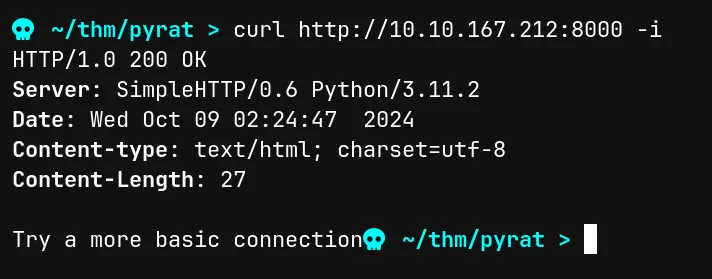 ~/thm/pyrat > curl http://10.10.167.212:8000 -i
HTTP/1.0 200 OK
Server: SimpleHTTP/0.6 Python/3.11.2
Date: Wed Oct 09 02:24:47  2024
Content-type: text/html; charset=utf-8
Content-Length: 27

Try a more basic connection💀 ~/thm/pyrat >